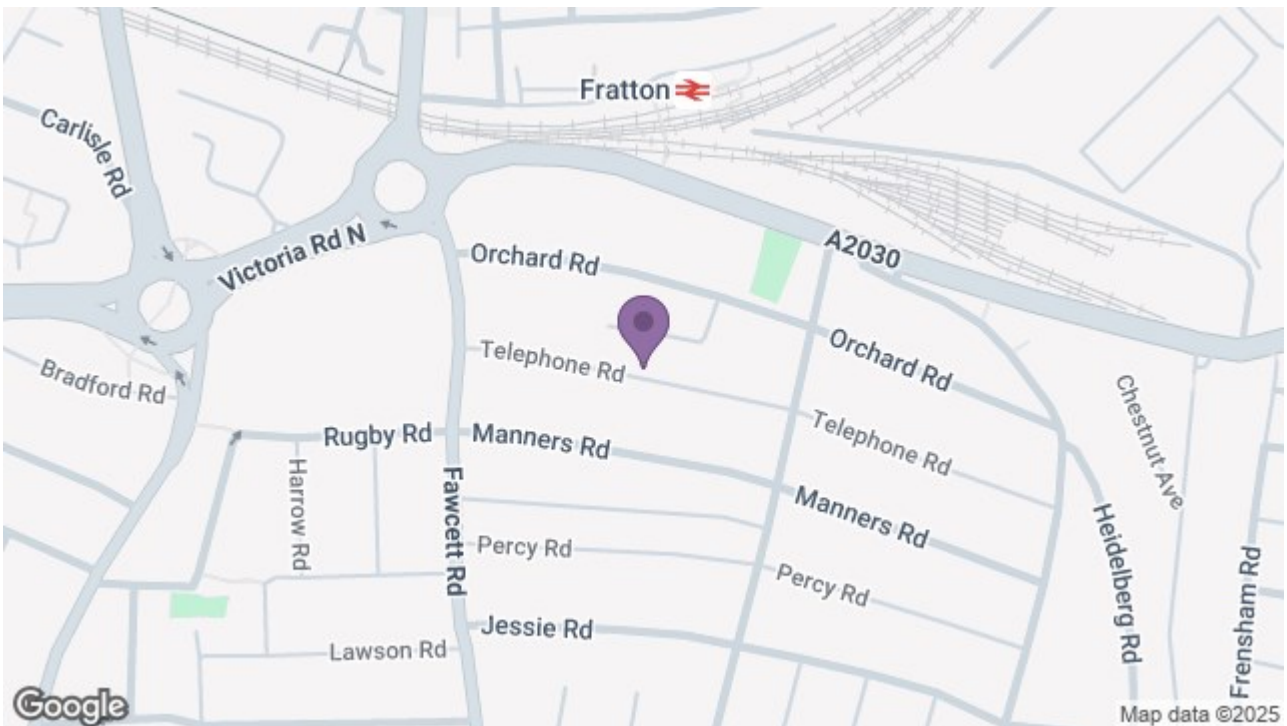 Fratton
Carlisle Rd
Victoria Rd N
A2030
Orchard Rd
Orchard Rd
Telephone Rd
Bradford Rd
Chestnut Ave
Rugby Rd
Manners Rd
Telephone Rd
Harrow Rd
Fawcett Rd
Manners Rd
Heidelberg Rd
Percy Rd
Percy Rd
Frensham Rd
Jessie Rd
Lawson Rd
Google
Map data ©2025